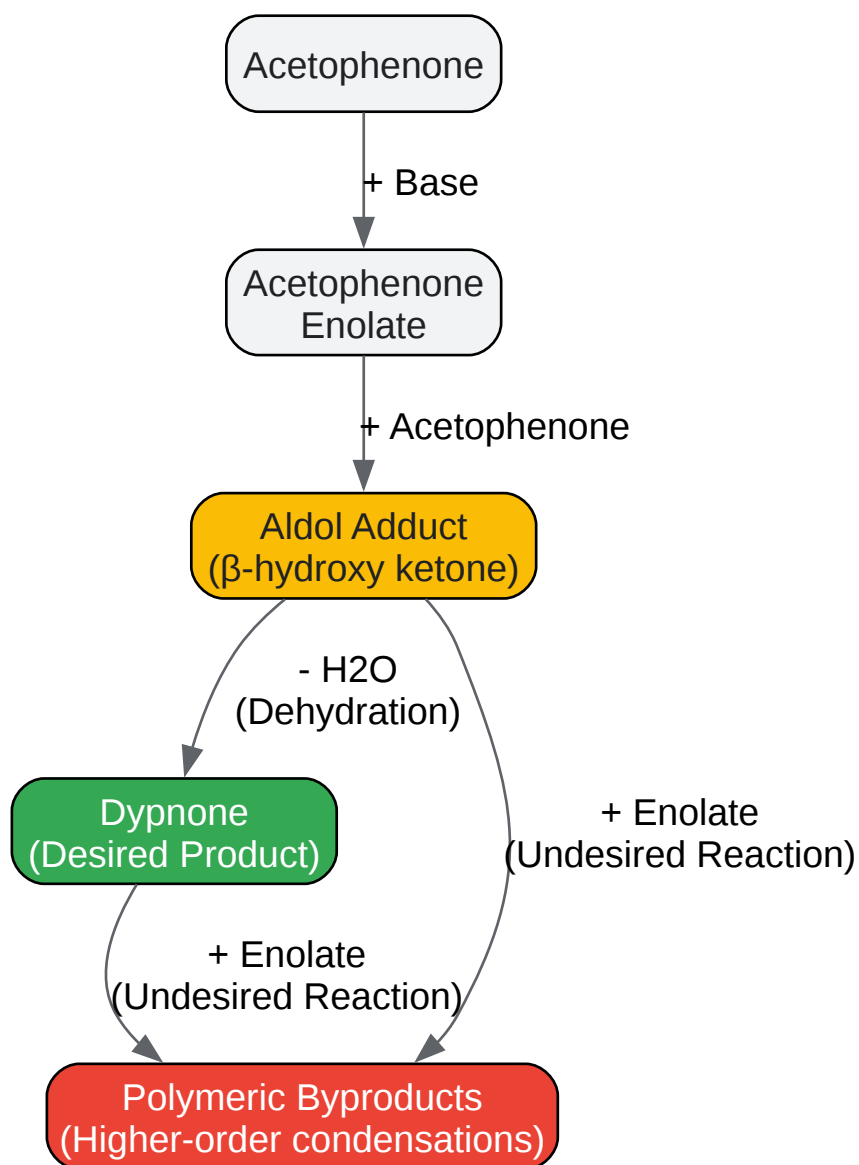 Acetophenone
+ Base
Acetophenone
Enolate
+ Acetophenone
Aldol Adduct
(β-hydroxy ketone)
- H2O
(Dehydration)
Dypnone
(Desired Product)
+ Enolate
(Undesired Reaction)
+ Enolate
(Undesired Reaction)
Polymeric Byproducts
(Higher-order condensations)